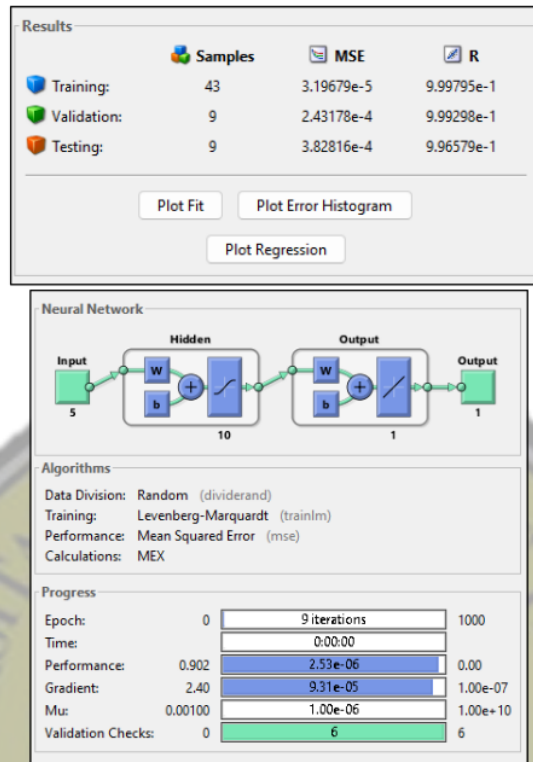 Results
Samples MSE R
Training: 43 3.19679e-5 9.99795e-1
Validation: 9 2.43178e-4 9.99298e-1
Testing: 9 3.82816e-4 9.96579e-1
Plot Fit Plot Error Histogram
Plot Regression
Neural Network
Hidden Output
Input Output
W W
b b
5 10 1 1
Algorithms
Data Division: Random (dividerand)
Training: Levenberg-Marquardt (trainlm)
Performance: Mean Squared Error (mse)
Calculations: MEX
Progress
Epoch: 0 9 iterations 1000
Time: 0:00:00
Performance: 0.902 2.53e-06 0.00
Gradient: 2.40 9.31e-05 1.00e-07
Mu: 0.00100 1.00e-06 1.00e+10
Validation Checks: 0 6 6